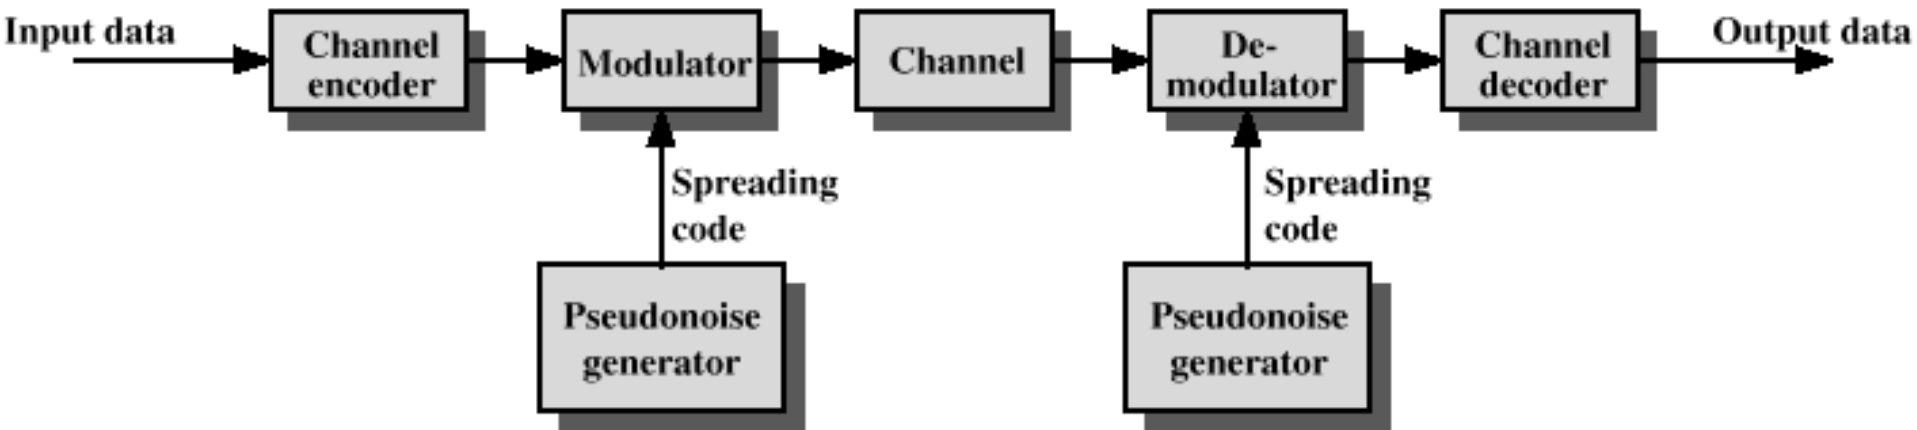 Input data
Channel
encoder
Modulator
Channel
De-
modulator
Channel
decoder
Output data
Spreading
code
Spreading
code
Pseudonoise
generator
Pseudonoise
generator